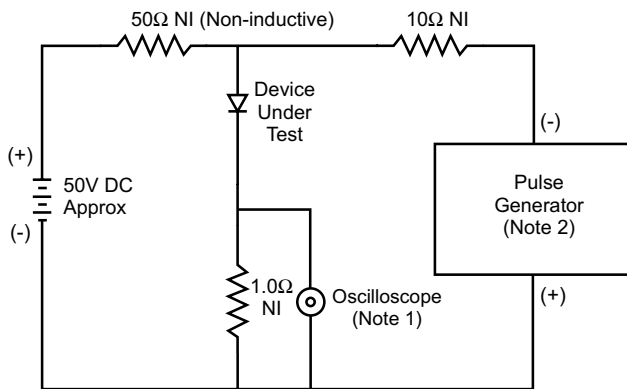 50Ω NI (Non-inductive)
10Ω NI
Device
Under
Test
(-)
(+)
50V DC
Approx
(-)
Pulse
Generator
(Note 2)
1.0Ω
NI
Oscilloscope
(Note 1)
(+)